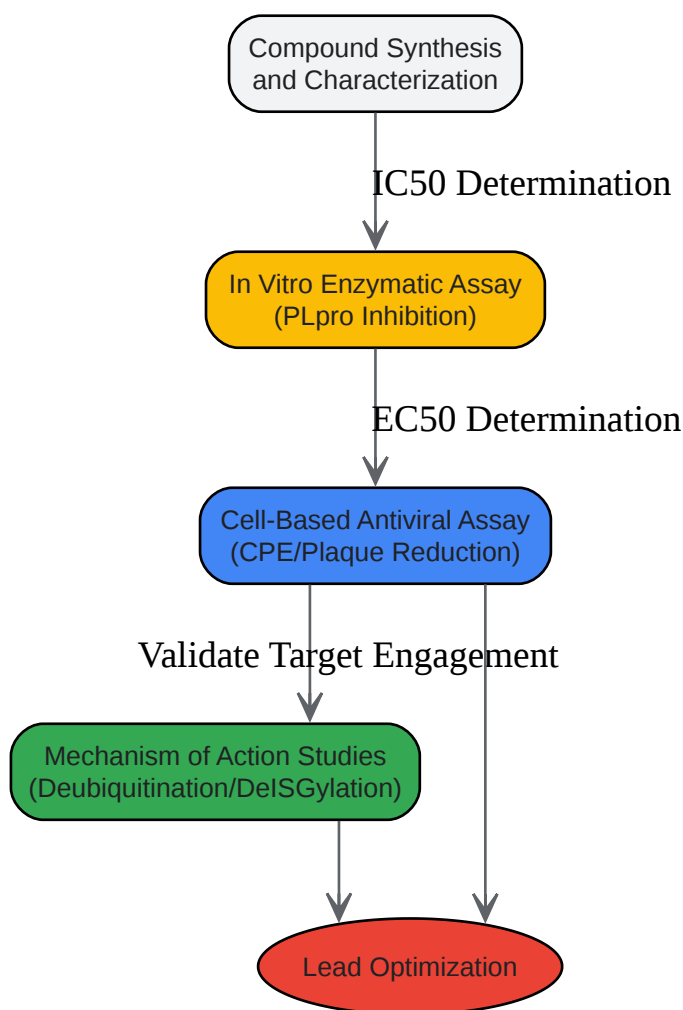 Compound Synthesis
and Characterization
IC50 Determination
In Vitro Enzymatic Assay
(PLpro Inhibition)
EC50 Determination
Cell-Based Antiviral Assay
(CPE/Plaque Reduction)
Validate Target Engagement
Mechanism of Action Studies
(Deubiquitination/DeISGylation)
Lead Optimization